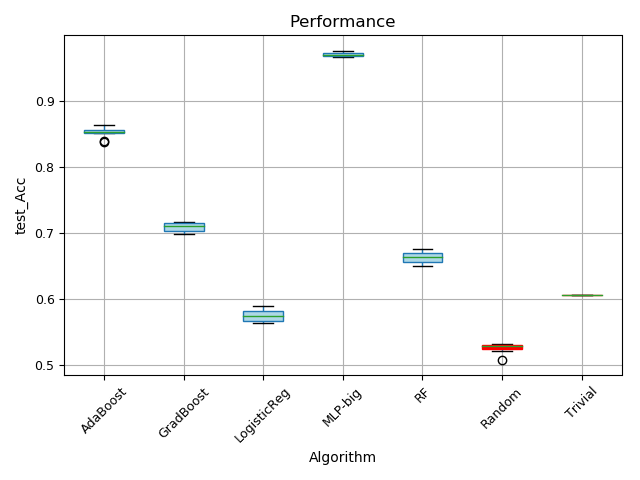 Performance
test_Acc
0.9
0.8
0.7
0.6
0.5
AdaBoost
GradBoost
LogisticReg
MLP-big
RF
Random
Trivial
Algorithm